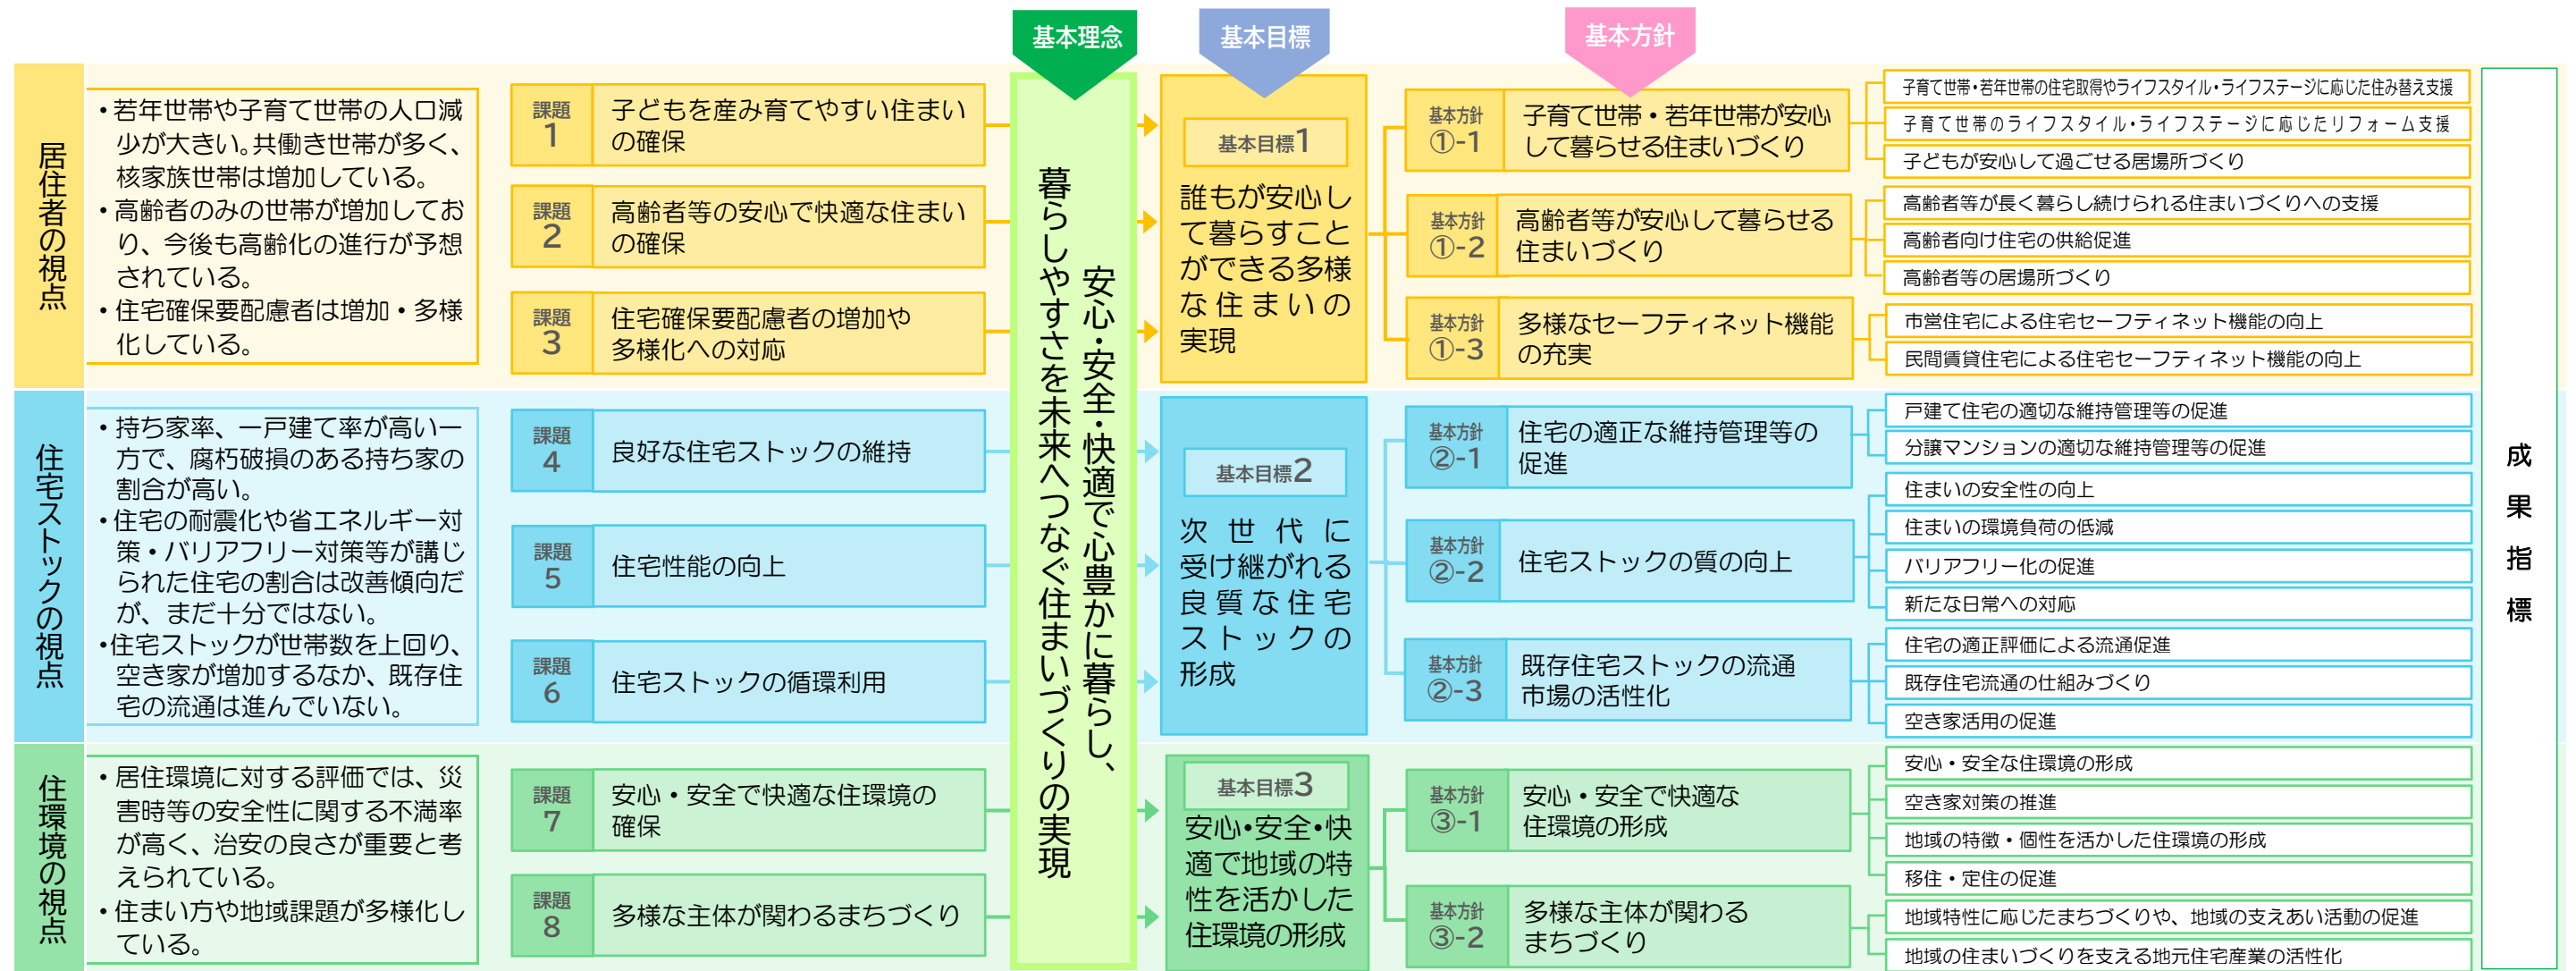 基本理念
基本目標
基本方針
居住者の視点
・若年世帯や子育て世帯の人口減
少が大きい。共働き世帯が多く、
核家族世帯は増加している。
・高齢者のみの世帯が増加してお
り、今後も高齢化の進行が予想
されている。
・住宅確保要配慮者は増加・多様
化している。
課題
1
子どもを産み育てやすい住まい
の確保
課題
2
高齢者等の安心で快適な住まい
の確保
課題
3
住宅確保要配慮者の増加や
多様化への対応
安心・安全・快適で心豊かに暮らし、
暮らしやすさを未来へつなぐ住まいづくりの実現
基本目標1
誰もが安心し
て暮らすこと
ができる多様
な住まいの
実現
基本方針
①-1
子育て世帯・若年世帯が安心
して暮らせる住まいづくり
子育て世帯・若年世帯の住宅取得やライフスタイル・ライフステージに応じた住み替え支援
子育て世帯のライフスタイル・ライフステージに応じたリフォーム支援
子どもが安心して過ごせる居場所づくり
基本方針
①-2
高齢者等が安心して暮らせる
住まいづくり
高齢者等が長く暮らし続けられる住まいづくりへの支援
高齢者向け住宅の供給促進
高齢者等の居場所づくり
基本方針
①-3
多様なセーフティネット機能
の充実
市営住宅による住宅セーフティネット機能の向上
民間賃貸住宅による住宅セーフティネット機能の向上
住宅ストックの視点
・持ち家率、一戸建て率が高い一
方で、腐朽破損のある持ち家の
割合が高い。
・住宅の耐震化や省エネルギー対
策・バリアフリー対策等が講じ
られた住宅の割合は改善傾向だ
が、まだ十分ではない。
・住宅ストックが世帯数を上回り、
空き家が増加するなか、既存住
宅の流通は進んでいない。
課題
4
良好な住宅ストックの維持
課題
5
住宅性能の向上
課題
6
住宅ストックの循環利用
基本目標2
次世代に
受け継がれる
良質な住宅
ストックの
形成
基本方針
②-1
住宅の適正な維持管理等の
促進
戸建て住宅の適切な維持管理等の促進
分譲マンションの適切な維持管理等の促進
基本方針
②-2
住宅ストックの質の向上
住まいの安全性の向上
住まいの環境負荷の低減
バリアフリー化の促進
新たな日常への対応
基本方針
②-3
既存住宅ストックの流通
市場の活性化
住宅の適正評価による流通促進
既存住宅流通の仕組みづくり
空き家活用の促進
住環境の視点
・居住環境に対する評価では、災
害時等の安全性に関する不満率
が高く、治安の良さが重要と考
えられている。
・住まい方や地域課題が多様化し
ている。
課題
7
安心・安全で快適な住環境の
確保
課題
8
多様な主体が関わるまちづくり
基本目標3
安心・安全・快
適で地域の特
性を活かした
住環境の形成
基本方針
③-1
安心・安全で快適な
住環境の形成
安心・安全な住環境の形成
空き家対策の推進
地域の特徴・個性を活かした住環境の形成
移住・定住の促進
基本方針
③-2
多様な主体が関わる
まちづくり
地域特性に応じたまちづくりや、地域の支えあい活動の促進
地域の住まいづくりを支える地元住宅産業の活性化
成果指標